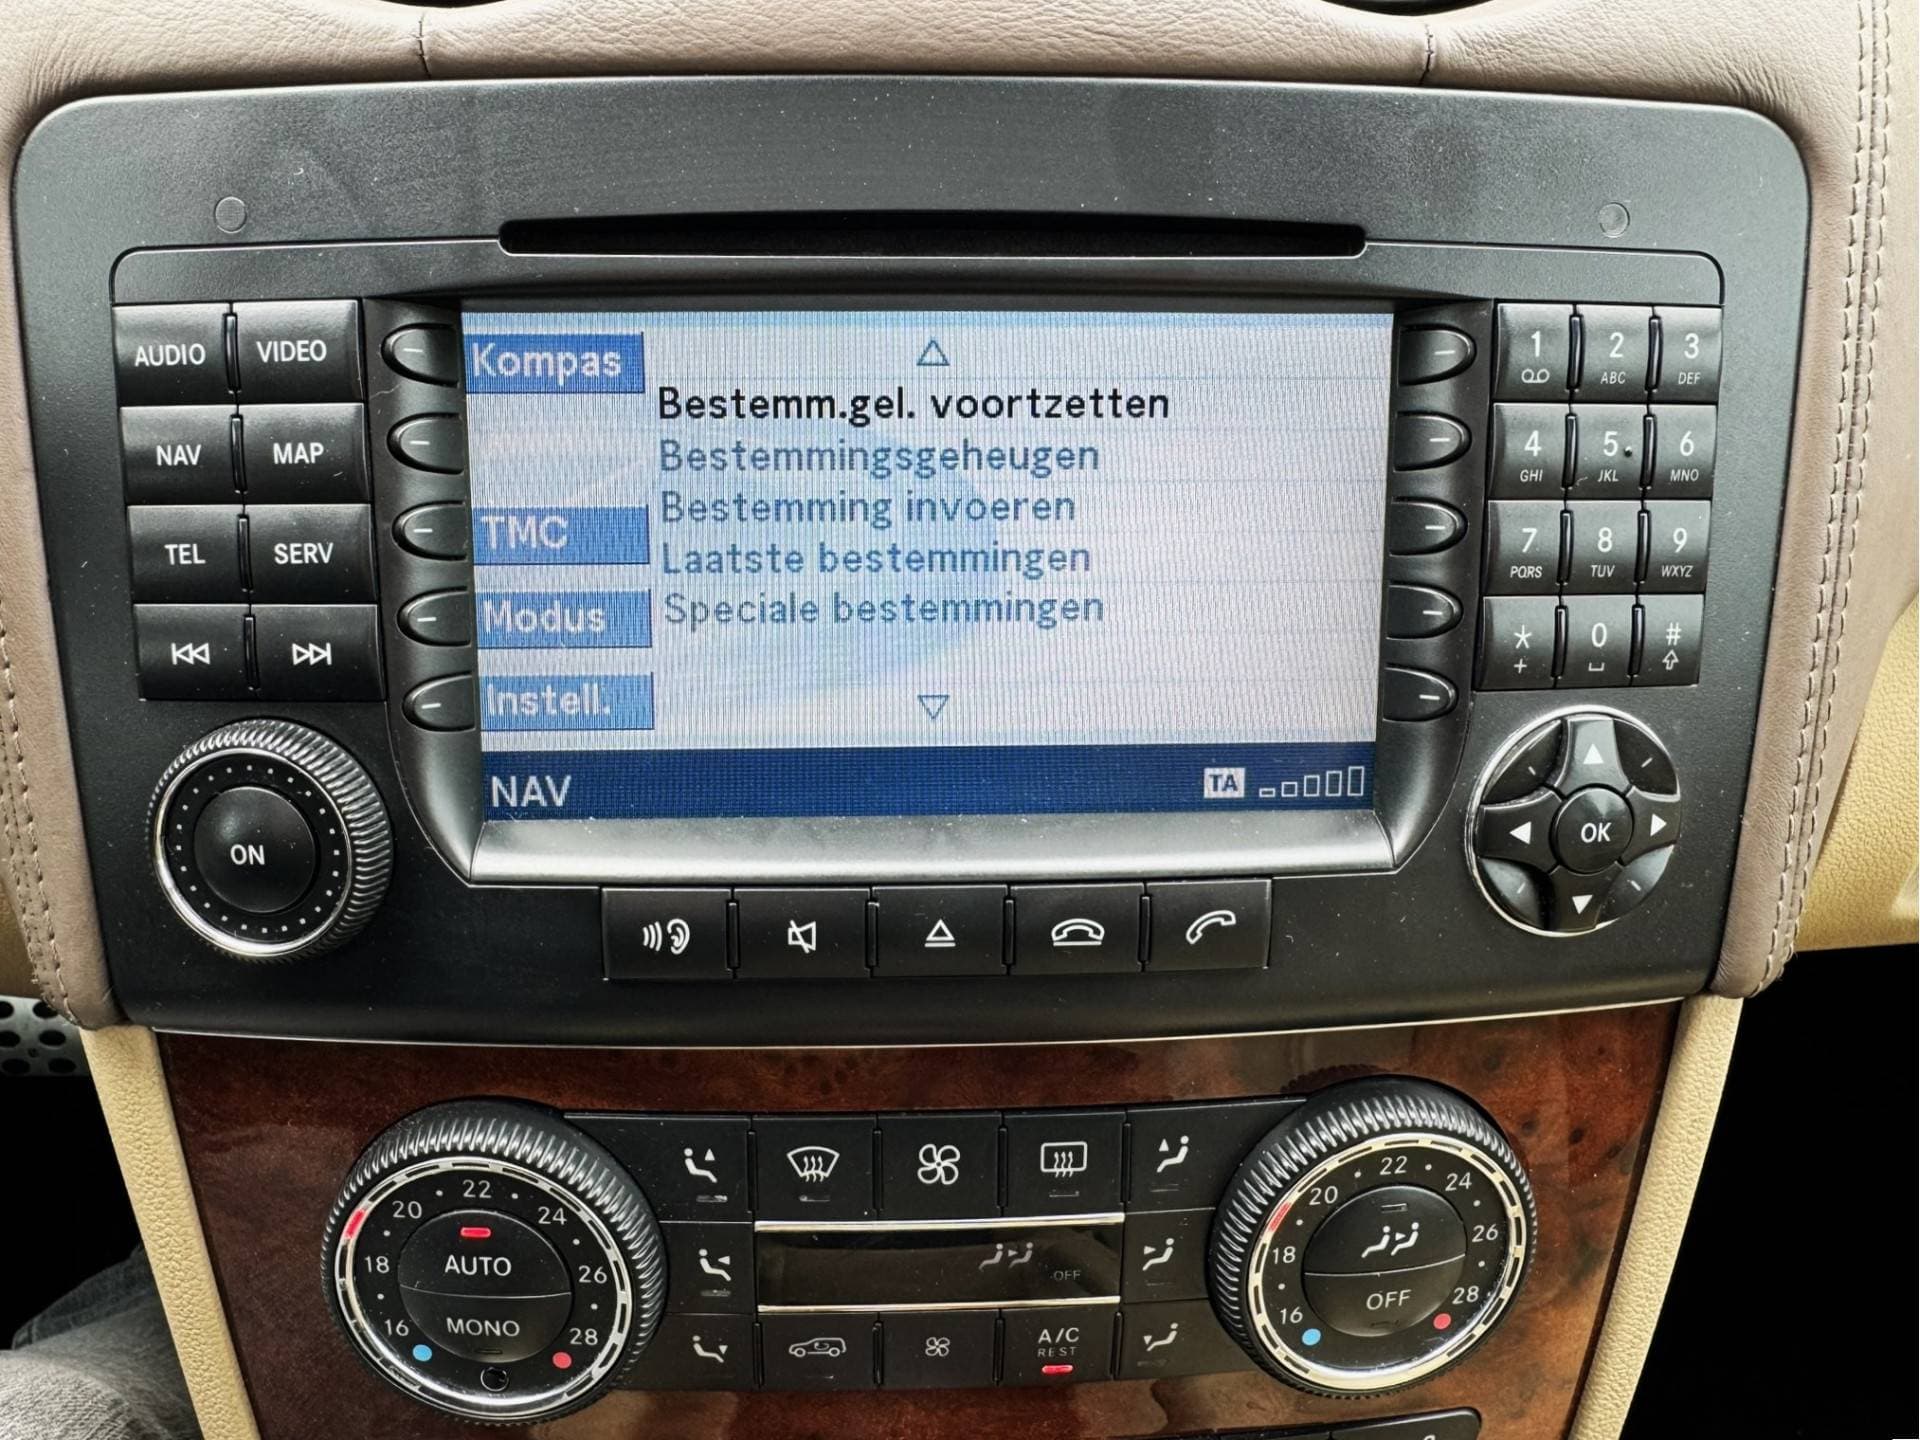 AUDIO VIDEO
NAV MAP
TEL SERV
ON
Kompas
TMC
Modus
Instell.
Bestemm.gel. voortzetten
Bestemmingsgeheugen
Bestemming invoeren
Laatste bestemmingen
Speciale bestemmingen
NAV TA
1 2 3
ABC DEF
4 5 6
GHI JKL MNO
7 8 9
PQRS TUV WXYZ
* 0 #
+
OK
16 18 20 22 24 26 28
AUTO
MONO
OFF
A/C
REST
16 18 20 22 24 26 28
OFF